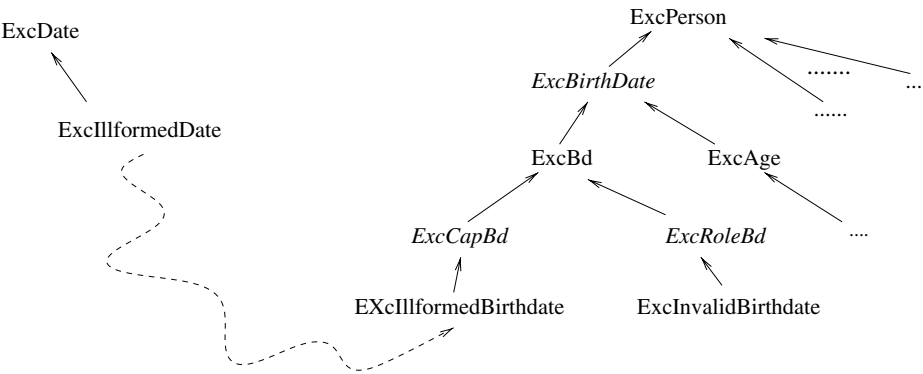 ExcPerson
ExcDate
ExcBirthDate
.......
...
......
ExcIllformedDate
ExcBd
ExcAge
ExcCapBd
ExcRoleBd
....
EXcIllformedBirthdate
ExcInvalidBirthdate